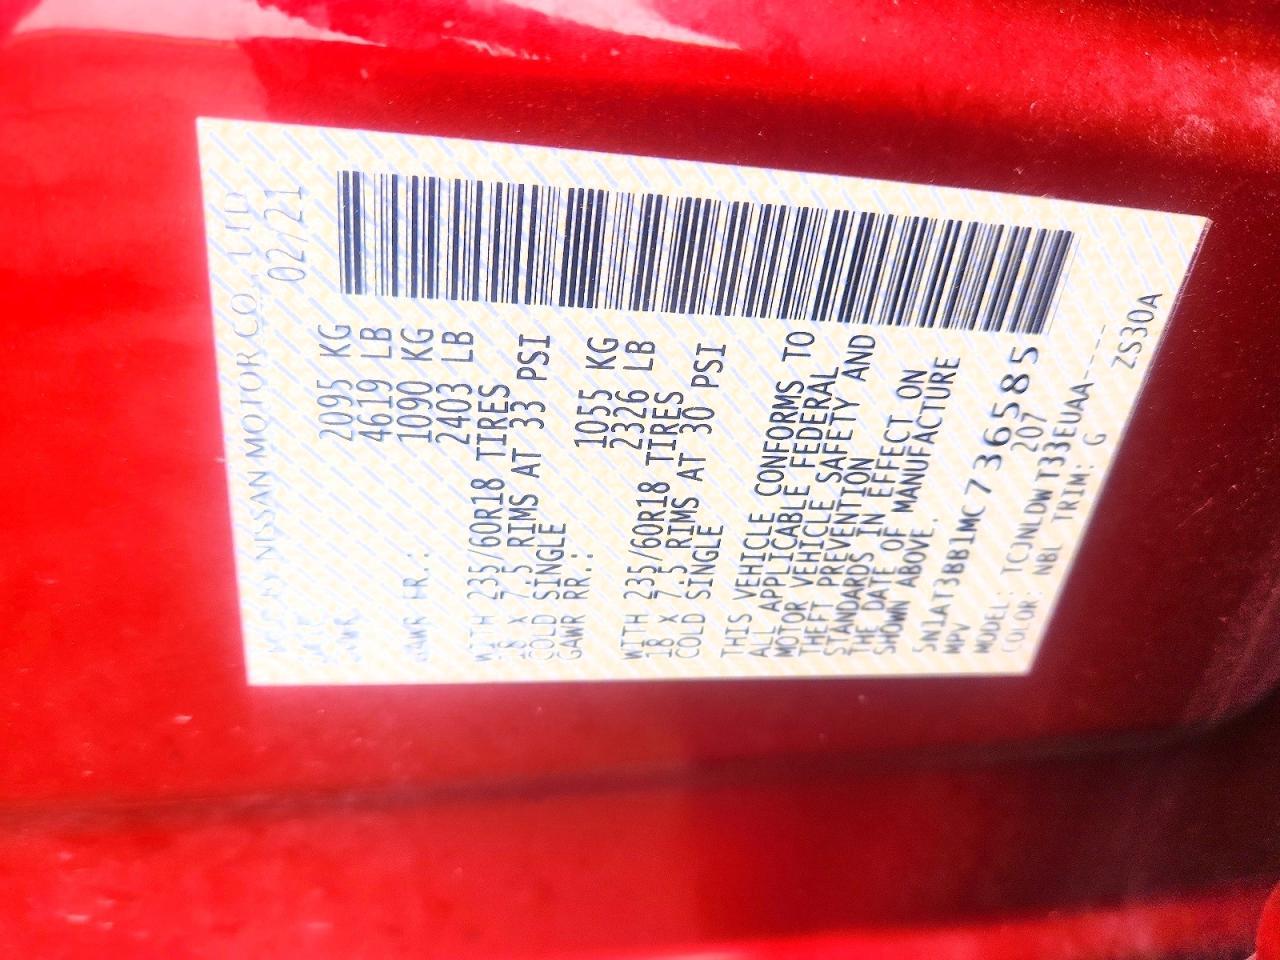 MFD BY NISSAN MOTOR CO., LTD
DATE 02/21
GVWR 2095 KG
4619 LB
GAWR FR.: 1090 KG
2403 LB
WITH 235/60R18 TIRES
18 X 7.5 RIMS AT 33 PSI
COLD SINGLE
GAWR RR.: 1055 KG
2326 LB
WITH 235/60R18 TIRES
18 X 7.5 RIMS AT 30 PSI
COLD SINGLE
THIS VEHICLE CONFORMS TO
ALL APPLICABLE FEDERAL
MOTOR VEHICLE SAFETY AND
THEFT PREVENTION
STANDARDS IN EFFECT ON
THE DATE OF MANUFACTURE
SHOWN ABOVE.
5N1AT3BB1MC736585
MPV 207
MODEL: TCJNLDWT33EUAA----
COLOR: NBL TRIM: G
ZS30A